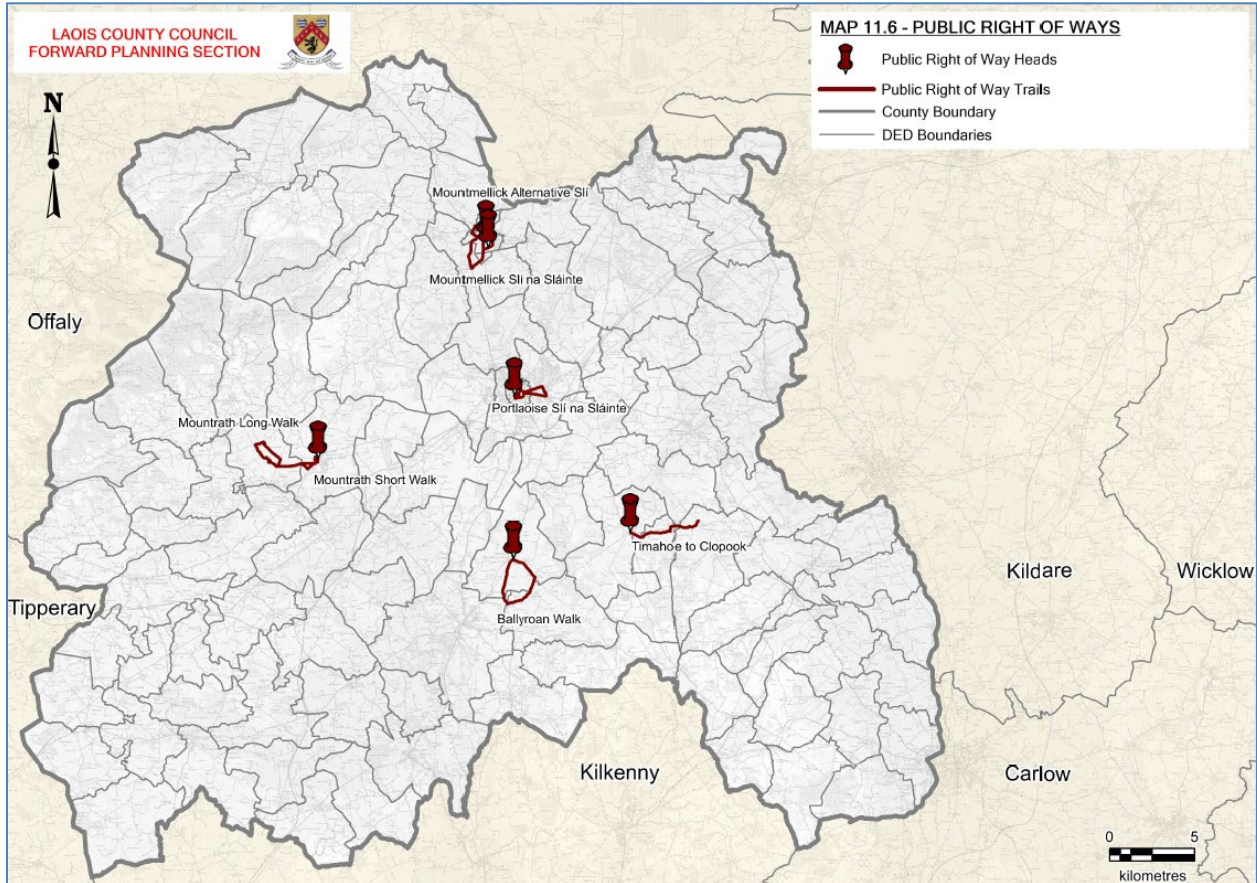 LAOIS COUNTY COUNCIL
FORWARD PLANNING SECTION
MAP 11.6 - PUBLIC RIGHT OF WAYS
Public Right of Way Heads
Public Right of Way Trails
County Boundary
DED Boundaries
N
Mountmellick Alternative Slí
Mountmellick Slí na Sláinte
Offaly
Portlaoise Slí na Sláinte
Mountrath Long Walk
Mountrath Short Walk
Timahoe to Clopook
Kildare
Wicklow
Tipperary
Ballyroan Walk
Kilkenny
Carlow
0 5
kilometres